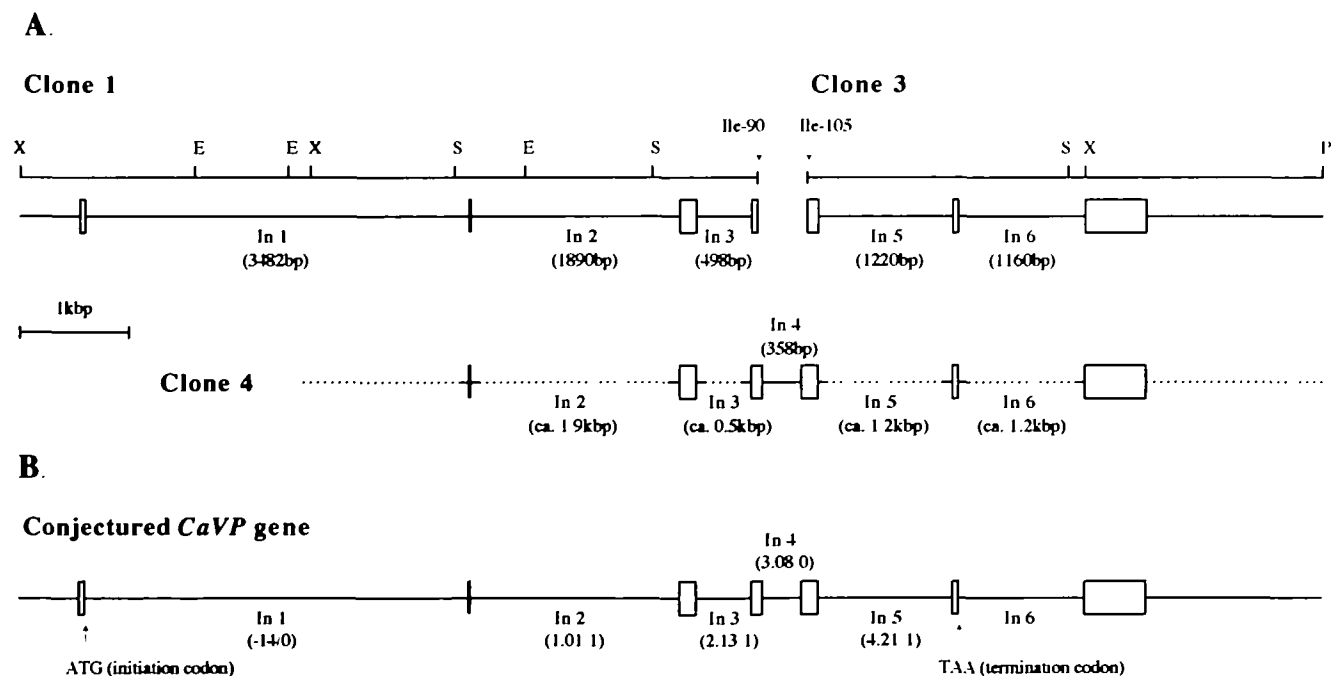 A.
Clone 1
Clone 3
Ile-90
Ile-105
X E E X S E S S X P
In 1
(3482bp)
In 2
(1890bp)
In 3
(498bp)
In 5
(1220bp)
In 6
(1160bp)
1kbp
In 4
(358bp)
Clone 4
In 2
(ca. 1 9kbp)
In 3
(ca. 0.5kbp)
In 5
(ca. 1 2kbp)
In 6
(ca. 1.2kbp)
B.
Conjectured CaVP gene
In 4
(3.08 0)
In 1
(-14/0)
In 2
(1.01 1)
In 3
(2.13 1)
In 5
(4.21 1)
In 6
ATG (initiation codon)
TAA (termination codon)